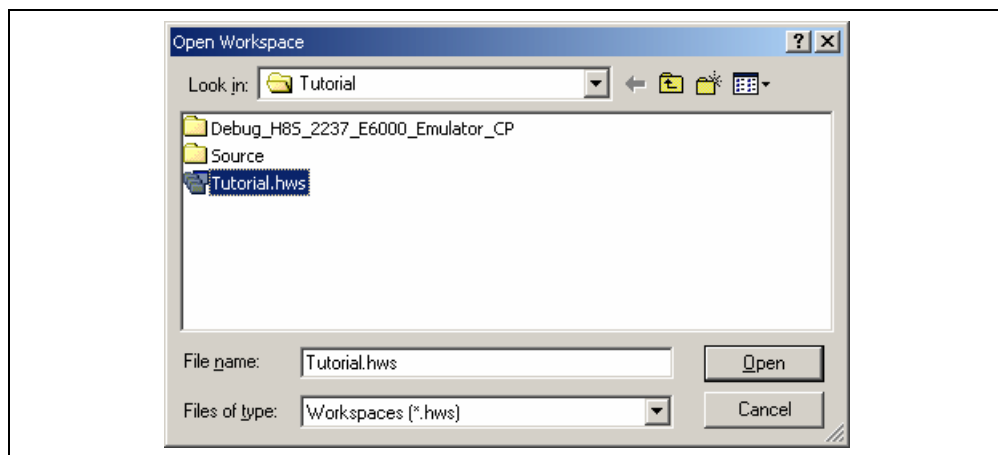 Open Workspace
Look in: Tutorial
Debug_H8S_2237_E6000_Emulator_CP
Source
Tutorial.hws
File name: Tutorial.hws Open
Files of type: Workspaces (*.hws) Cancel